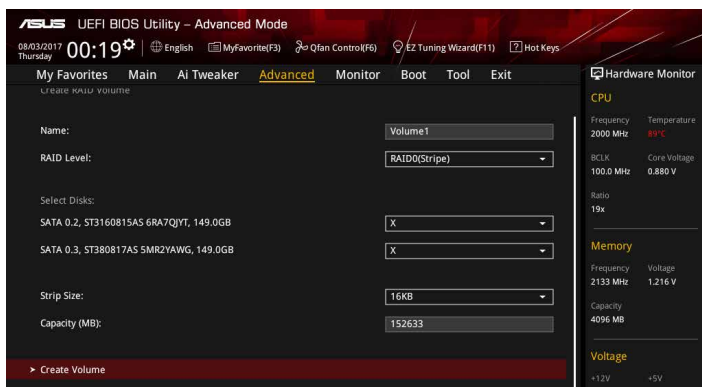 ASUS UEFI BIOS Utility – Advanced Mode
08/03/2017 Thursday 00:19 English MyFavorite(F3) Qfan Control(F6) EZ Tuning Wizard(F11) ? Hot Keys
My Favorites Main Ai Tweaker Advanced Monitor Boot Tool Exit
Create RAID Volume
Name: Volume1
RAID Level: RAID0(Stripe)
Select Disks:
SATA 0.2, ST3160815AS 6RA7QJYT, 149.0GB X
SATA 0.3, ST380817AS 5MR2YAWG, 149.0GB X
Strip Size: 16KB
Capacity (MB): 152633
> Create Volume
Hardware Monitor
CPU
Frequency Temperature
2000 MHz 89°C
BCLK Core Voltage
100.0 MHz 0.880 V
Ratio
19x
Memory
Frequency Voltage
2133 MHz 1.216 V
Capacity
4096 MB
Voltage
+12V +5V